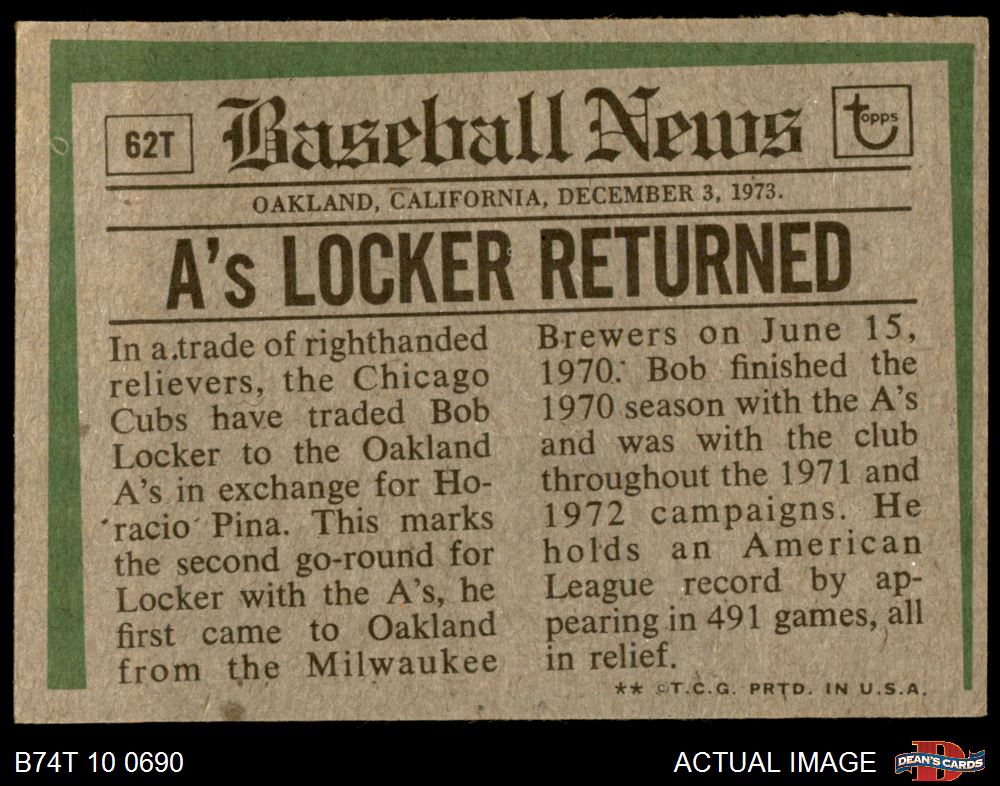 62T
Baseball News
topps
OAKLAND, CALIFORNIA, DECEMBER 3, 1973.
A's LOCKER RETURNED
In a trade of righthanded
relievers, the Chicago
Cubs have traded Bob
Locker to the Oakland
A's in exchange for Ho-
racio Pina. This marks
the second go-round for
Locker with the A's, he
first came to Oakland
from the Milwaukee
Brewers on June 15,
1970. Bob finished the
1970 season with the A's
and was with the club
throughout the 1971 and
1972 campaigns. He
holds an American
League record by ap-
pearing in 491 games, all
in relief.
** ©T.C.G. PRTD. IN U.S.A.
B74T 10 0690
ACTUAL IMAGE
D
DEAN'S CARDS